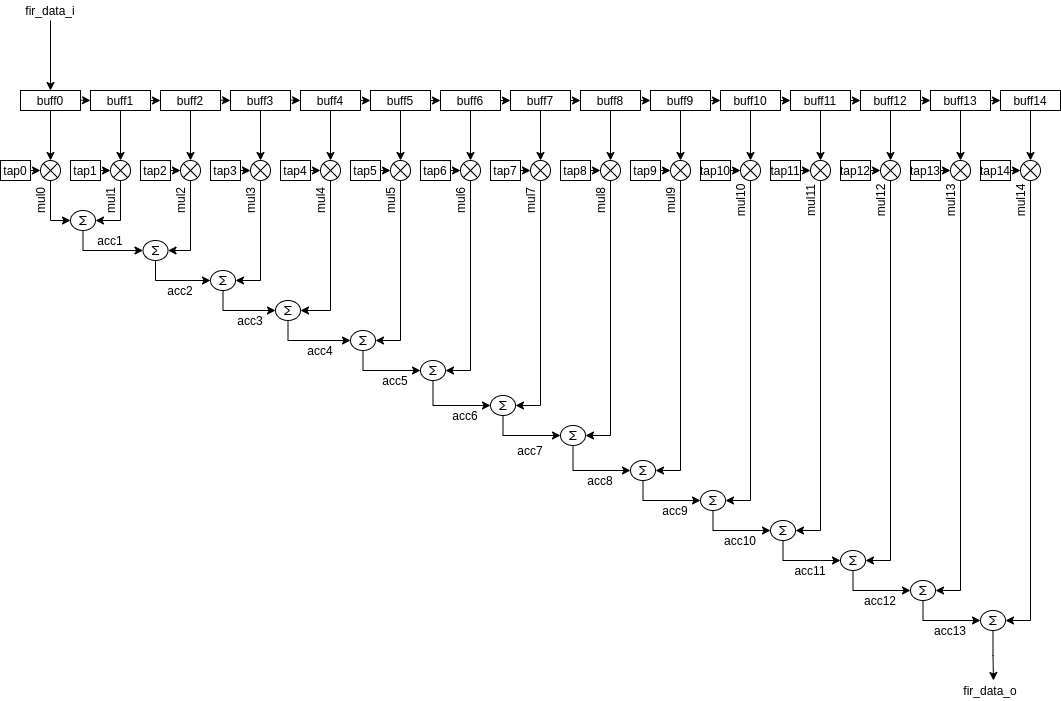 fir_data_i
buff0 buff1 buff2 buff3 buff4 buff5 buff6 buff7 buff8 buff9 buff10 buff11 buff12 buff13 buff14
tap0 tap1 tap2 tap3 tap4 tap5 tap6 tap7 tap8 tap9 tap10 tap11 tap12 tap13 tap14
mul0 mul1 mul2 mul3 mul4 mul5 mul6 mul7 mul8 mul9 mul10 mul11 mul12 mul13 mul14
Σ
acc1
Σ
acc2
Σ
acc3
Σ
acc4
Σ
acc5
Σ
acc6
Σ
acc7
Σ
acc8
Σ
acc9
Σ
acc10
Σ
acc11
Σ
acc12
Σ
acc13
Σ
fir_data_o